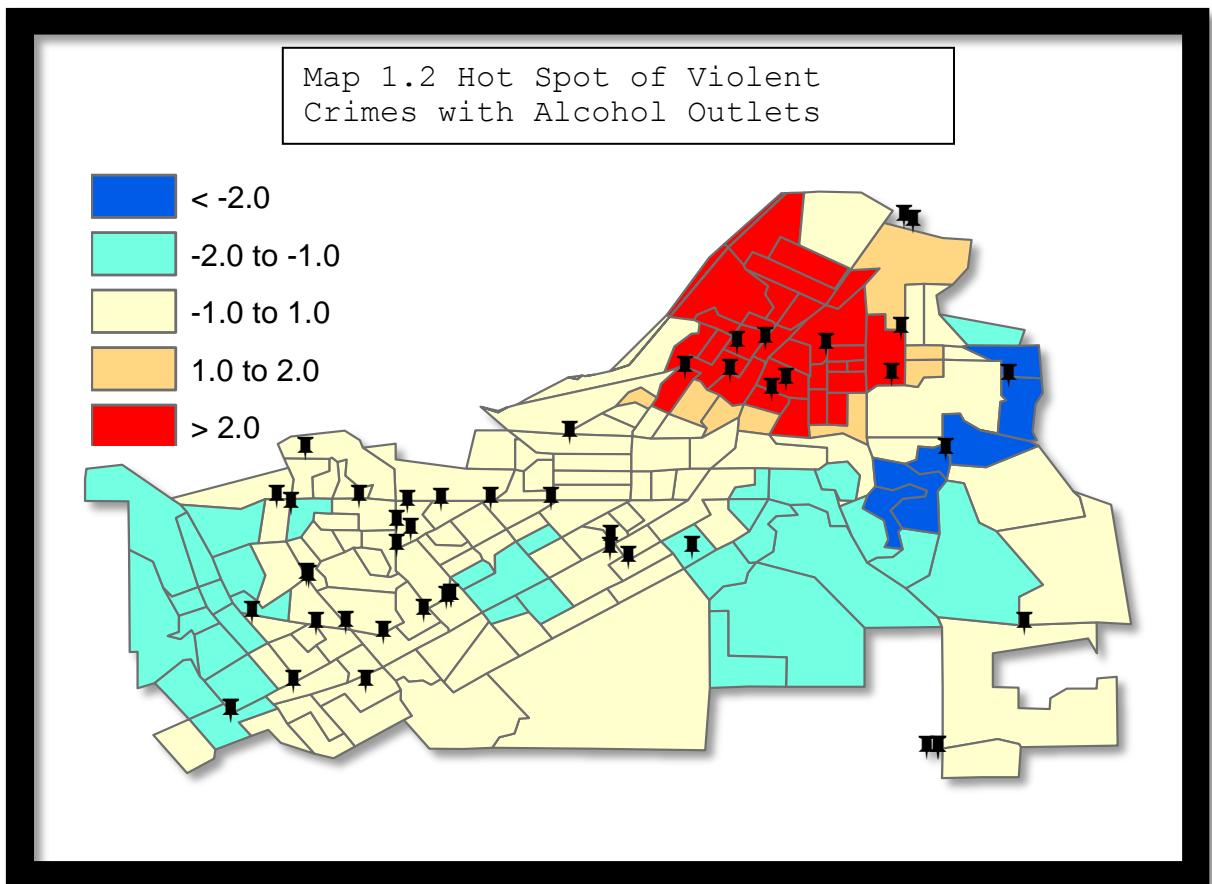 Map 1.2 Hot Spot of Violent
Crimes with Alcohol Outlets
< -2.0
-2.0 to -1.0
-1.0 to 1.0
1.0 to 2.0
> 2.0